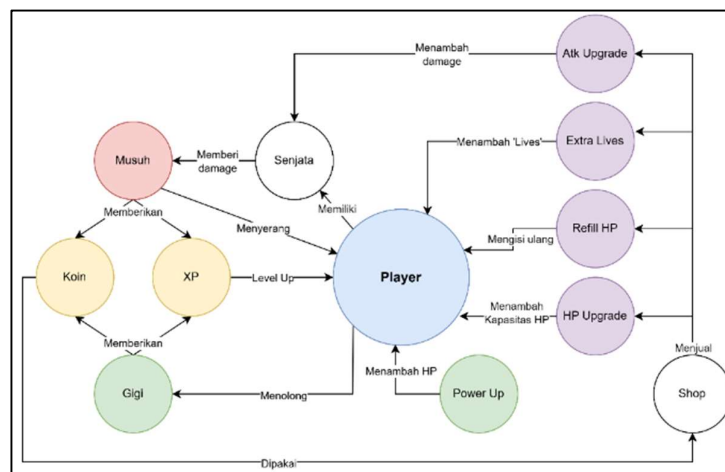 Menambah
damage
Atk Upgrade
Musuh
Memberi
damage
Senjata
Menambah 'Lives'
Extra Lives
Memberikan
Menyerang
Memiliki
Mengisi ulang
Refill HP
Koin
XP
Level Up
Player
Menambah
Kapasitas HP
HP Upgrade
Memberikan
Menjual
Menambah HP
Gigi
Menolong
Power Up
Shop
Dipakai